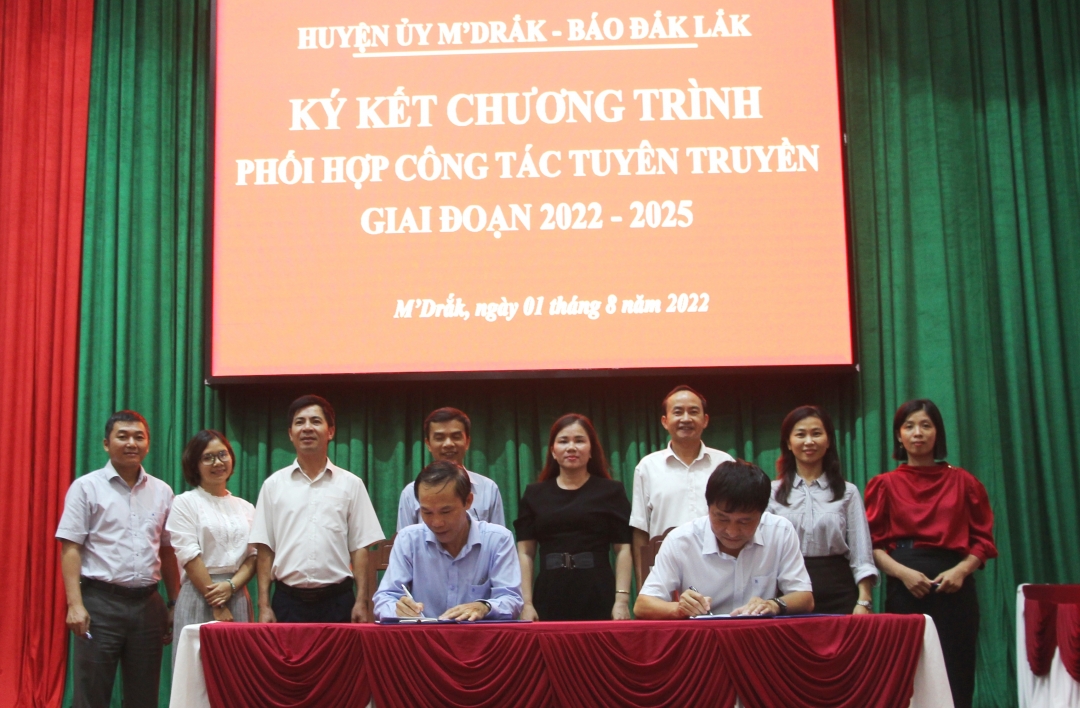 HUYỆN ỦY M'DRẮK - BÁO ĐẮK LẮK
KÝ KẾT CHƯƠNG TRÌNH
PHỐI HỢP CÔNG TÁC TUYÊN TRUYỀN
GIAI ĐOẠN 2022 - 2025
M'Drắk, ngày 01 tháng 8 năm 2022